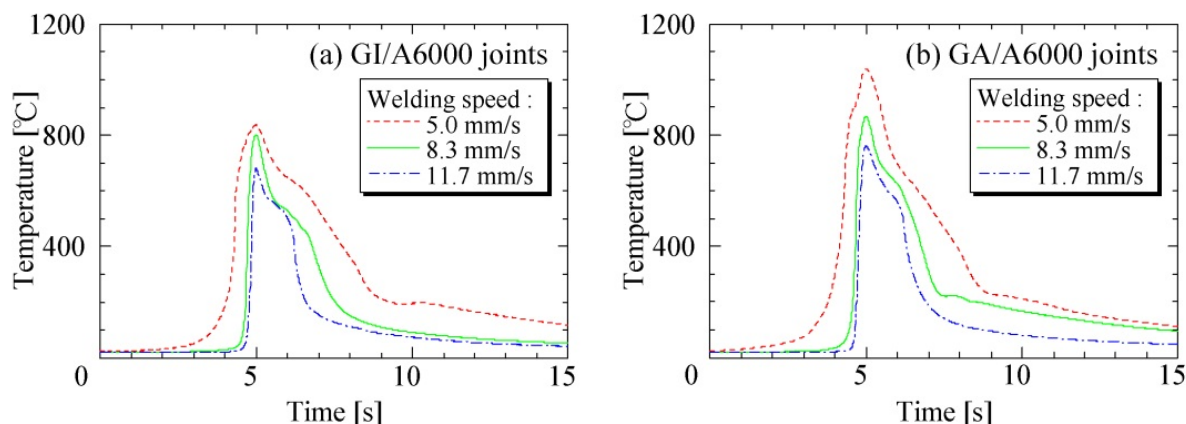 1200
(a) GI/A6000 joints
Welding speed :
5.0 mm/s
8.3 mm/s
11.7 mm/s
800
400
Temperature [℃]
0
5
10
15
Time [s]
1200
(b) GA/A6000 joints
Welding speed :
5.0 mm/s
8.3 mm/s
11.7 mm/s
800
400
Temperature [℃]
0
5
10
15
Time [s]